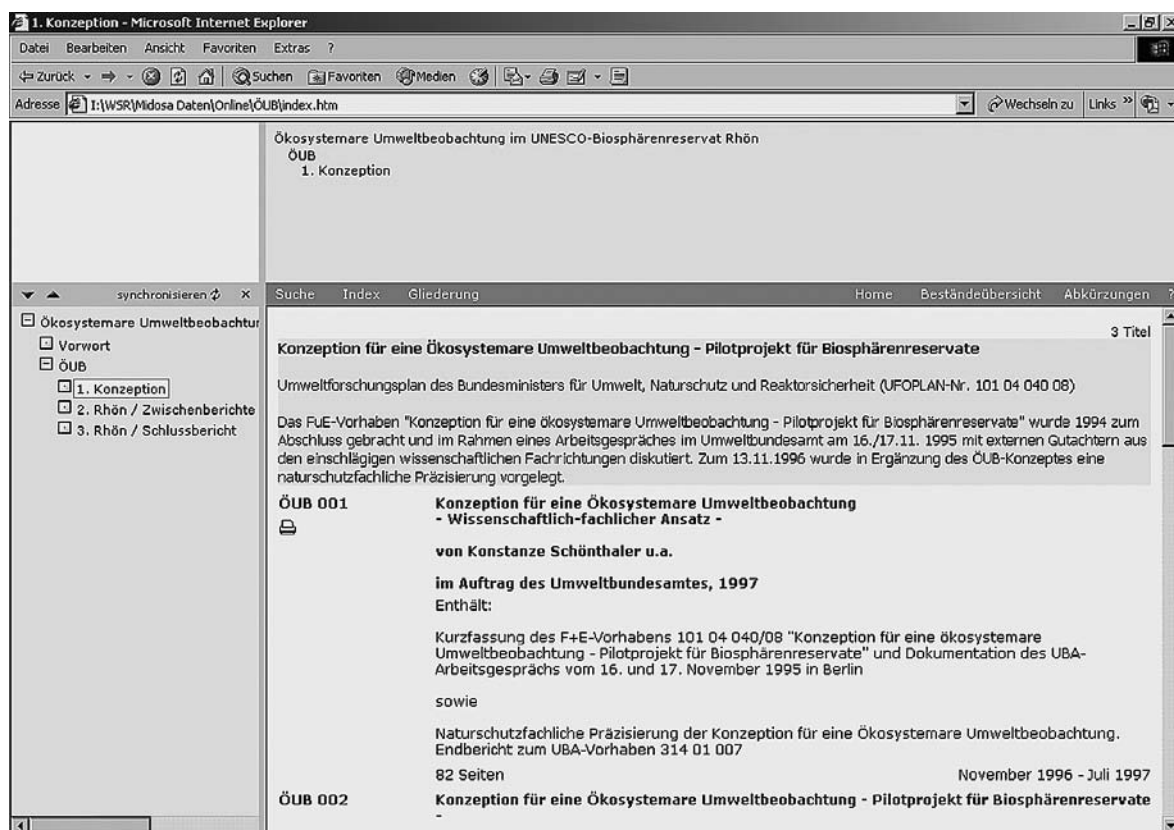 1. Konzeption - Microsoft Internet Explorer
Datei Bearbeiten Ansicht Favoriten Extras ?
Zurück Suchen Favoriten Medien
Adresse I:\WSR\Midosa Daten\Online\ÖUB\index.htm Wechseln zu Links »
Ökosystemare Umweltbeobachtung im UNESCO-Biosphärenreservat Rhön
ÖUB
1. Konzeption
synchronisieren x
Suche Index Gliederung Home Beständeübersicht Abkürzungen ?
Ökosystemare Umweltbeobachtur
Vorwort
ÖUB
1. Konzeption
2. Rhön / Zwischenberichte
3. Rhön / Schlussbericht
3 Titel
Konzeption für eine Ökosystemare Umweltbeobachtung - Pilotprojekt für Biosphärenreservate
Umweltforschungsplan des Bundesministers für Umwelt, Naturschutz und Reaktorsicherheit (UFOPLAN-Nr. 101 04 040 08)
Das FuE-Vorhaben "Konzeption für eine ökosystemare Umweltbeobachtung - Pilotprojekt für Biosphärenreservate" wurde 1994 zum
Abschluss gebracht und im Rahmen eines Arbeitsgespräches im Umweltbundesamt am 16./17.11. 1995 mit externen Gutachtern aus
den einschlägigen wissenschaftlichen Fachrichtungen diskutiert. Zum 13.11.1996 wurde in Ergänzung des ÖUB-Konzeptes eine
naturschutzfachliche Präzisierung vorgelegt.
ÖUB 001 Konzeption für eine Ökosystemare Umweltbeobachtung
- Wissenschaftlich-fachlicher Ansatz -
von Konstanze Schönthaler u.a.
im Auftrag des Umweltbundesamtes, 1997
Enthält:
Kurzfassung des F+E-Vorhabens 101 04 040/08 "Konzeption für eine ökosystemare
Umweltbeobachtung - Pilotprojekt für Biosphärenreservate" und Dokumentation des UBA-
Arbeitsgesprächs vom 16. und 17. November 1995 in Berlin
sowie
Naturschutzfachliche Präzisierung der Konzeption für eine Ökosystemare Umweltbeobachtung.
Endbericht zum UBA-Vorhaben 314 01 007
82 Seiten November 1996 - Juli 1997
ÖUB 002 Konzeption für eine Ökosystemare Umweltbeobachtung - Pilotprojekt für Biosphärenreservate
-